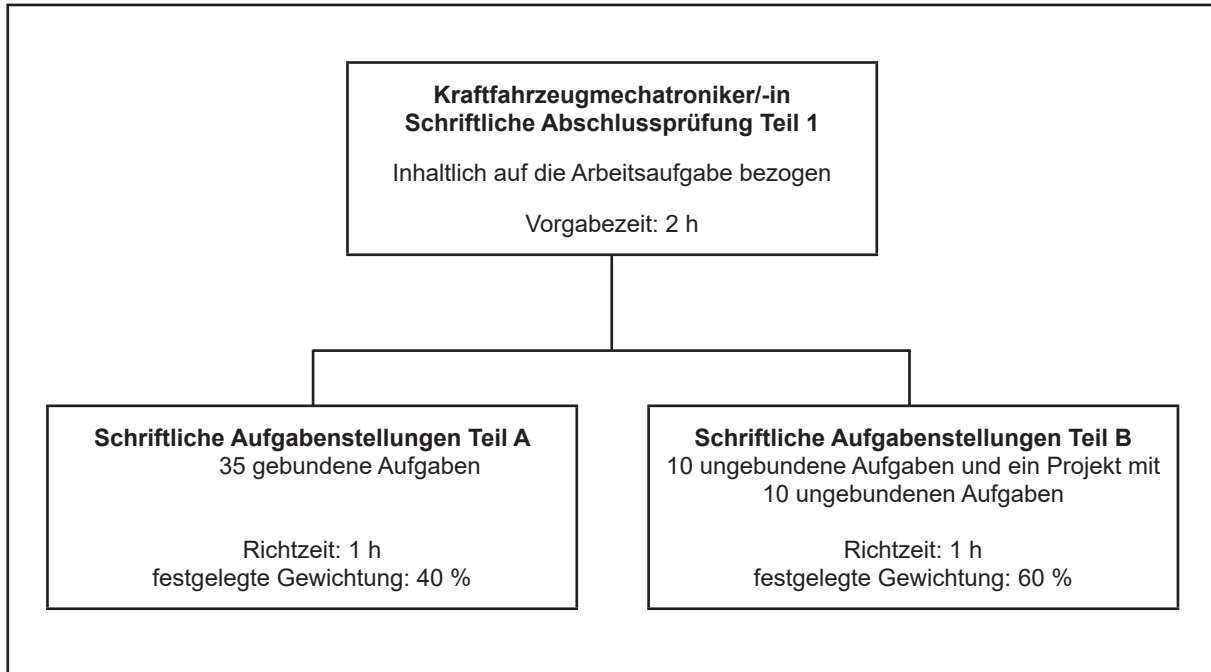 Kraftfahrzeugmechatroniker/-in
Schriftliche Abschlussprüfung Teil 1
Inhaltlich auf die Arbeitsaufgabe bezogen
Vorgabezeit: 2 h
Schriftliche Aufgabenstellungen Teil A
35 gebundene Aufgaben
Richtzeit: 1 h
festgelegte Gewichtung: 40 %
Schriftliche Aufgabenstellungen Teil B
10 ungebundene Aufgaben und ein Projekt mit
10 ungebundenen Aufgaben
Richtzeit: 1 h
festgelegte Gewichtung: 60 %